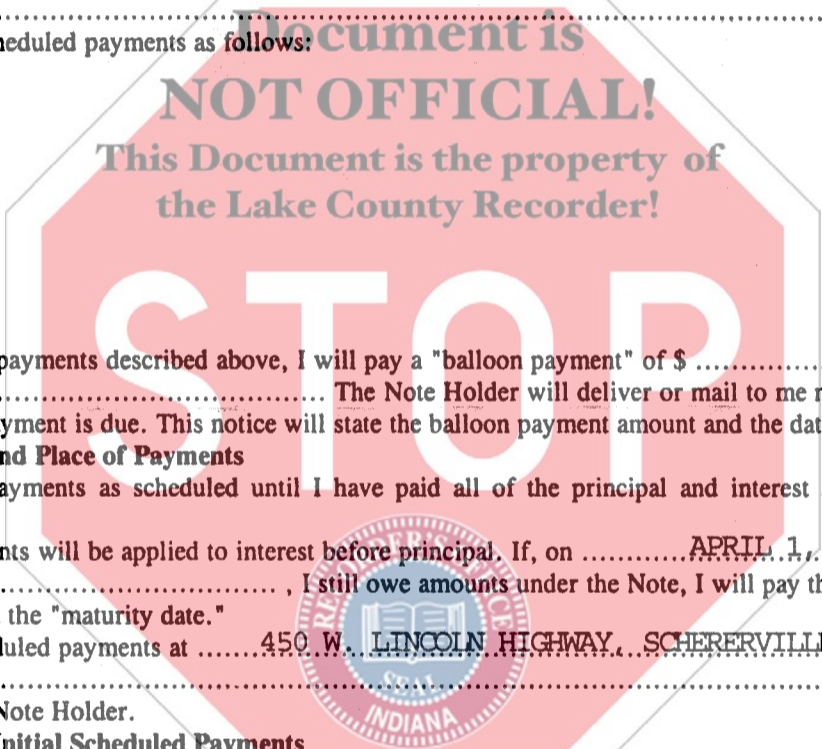 heduled payments as follows:
Document is
NOT OFFICIAL!
This Document is the property of
the Lake County Recorder!
STOP
payments described above, I will pay a "balloon payment" of $ ..............
................................ The Note Holder will deliver or mail to me
yment is due. This notice will state the balloon payment amount and the dat
nd Place of Payments
ayments as scheduled until I have paid all of the principal and interest
nts will be applied to interest before principal. If, on ............APRIL 1,
................................ , I still owe amounts under the Note, I will pay th
the "maturity date."
luled payments at .......450 W. LINCOLN HIGHWAY, SCHERERVILL
Note Holder.
Initial Scheduled Payments
RECORDER'S OFFICE
SEAL
INDIANA